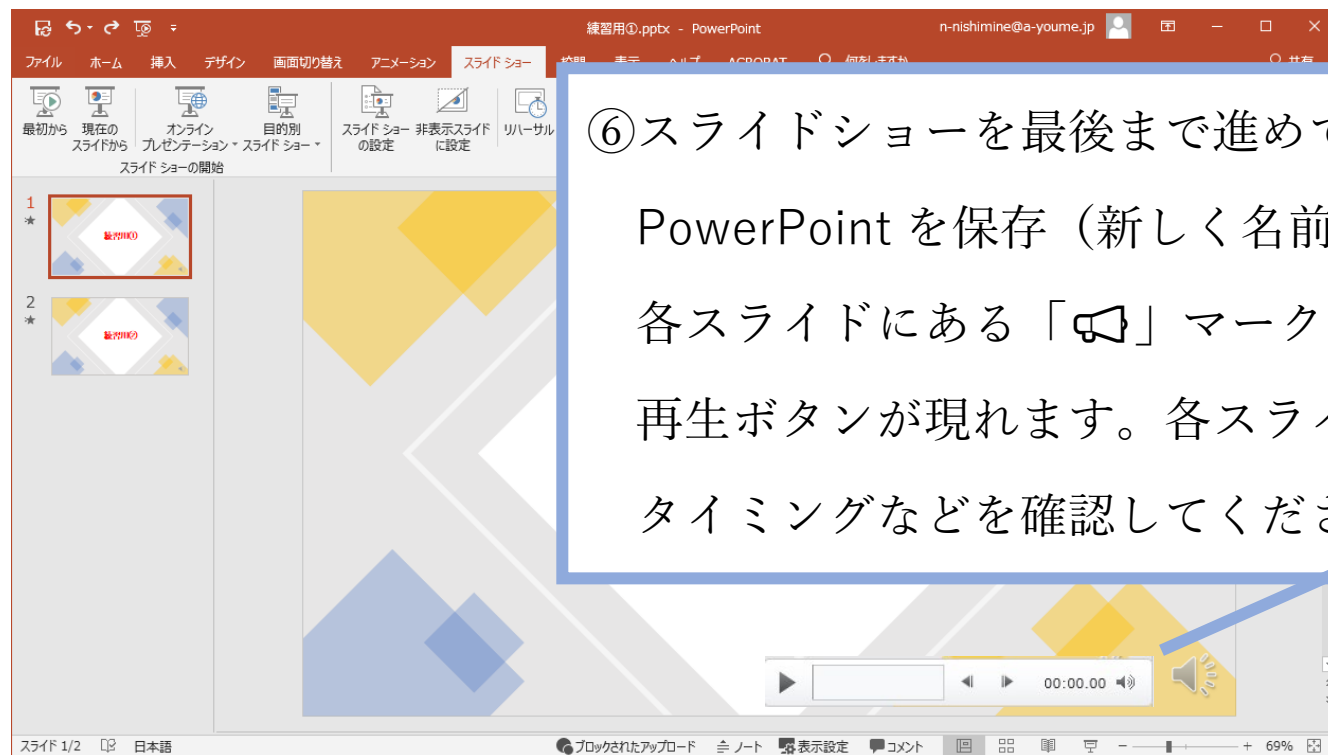 練習用①.pptx - PowerPoint
n-nishimine@a-youme.jp
ファイル ホーム 挿入 デザイン 画面切り替え アニメーション スライド ショー
最初から 現在の スライドから オンライン プレゼンテーション 目的別 スライド ショー スライド ショー の設定 非表示スライド に設定 リハーサル
スライド ショーの開始
⑥スライドショーを最後まで進めて
PowerPoint を保存（新しく名前
各スライドにある「」マーク
再生ボタンが現れます。各スライ
タイミングなどを確認してくださ
1
練習用①
2
練習用②
00:00.00
スライド 1/2 日本語 ブロックされたアップロード ノート 表示設定 コメント 69%